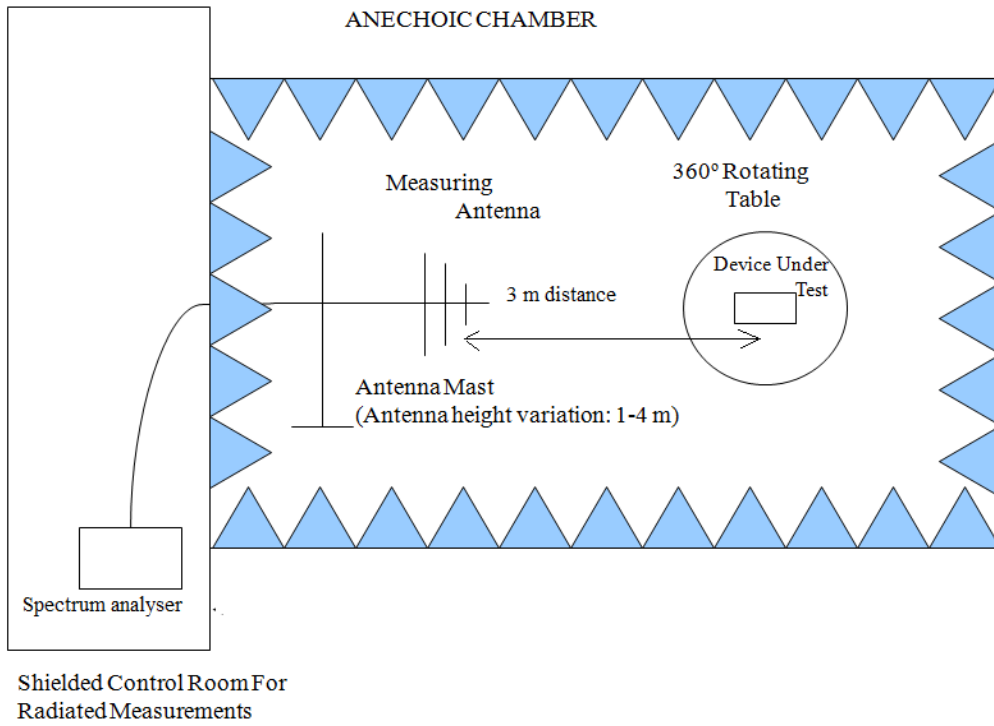 ANECHOIC CHAMBER
Measuring
Antenna
360° Rotating
Table
Device Under
Test
3 m distance
Antenna Mast
(Antenna height variation: 1-4 m)
Spectrum analyser
Shielded Control Room For
Radiated Measurements